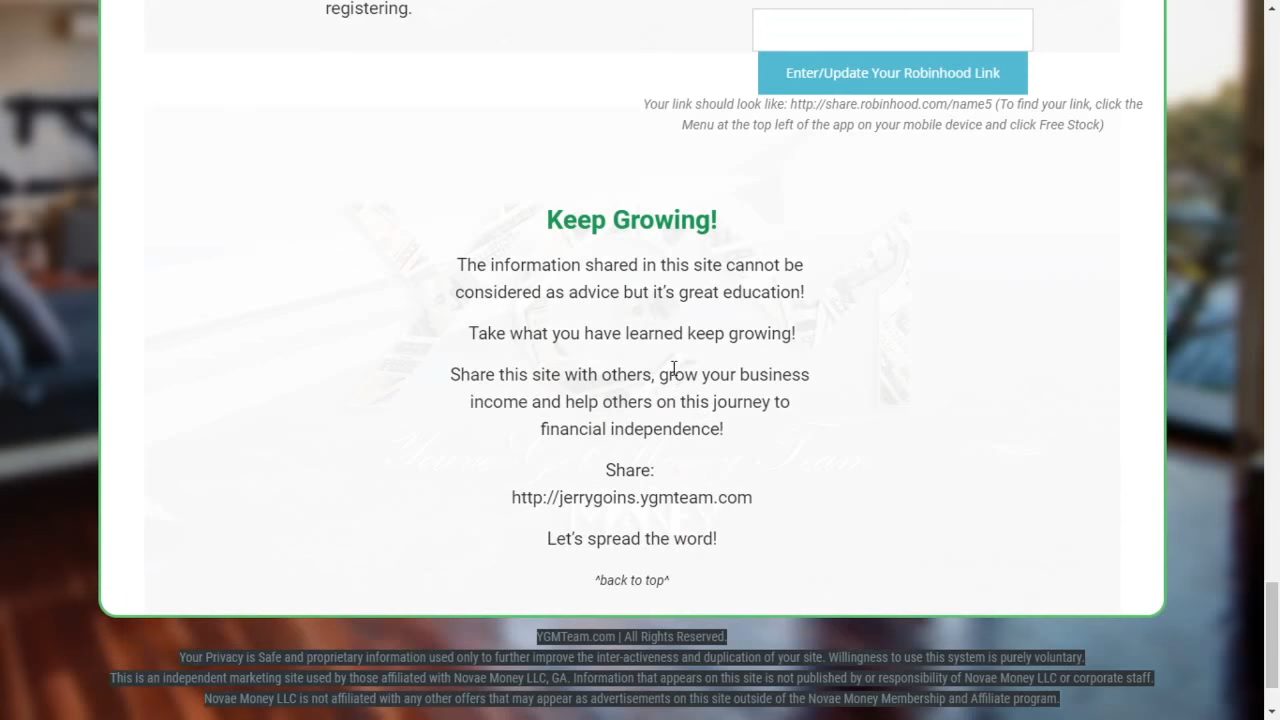 registering.
Enter/Update Your Robinhood Link
Your link should look like: http://share.robinhood.com/name5 (To find your link, click the
Menu at the top left of the app on your mobile device and click Free Stock)
Keep Growing!
The information shared in this site cannot be
considered as advice but it’s great education!
Take what you have learned keep growing!
Share this site with others, grow your business
income and help others on this journey to
financial independence!
Share:
http://jerrygoins.ygmteam.com
Let’s spread the word!
^back to top^
YGMTeam.com | All Rights Reserved.
Your Privacy is Safe and proprietary information used only to further improve the inter-activeness and duplication of your site. Willingness to use this system is purely voluntary.
This is an independent marketing site used by those affiliated with Novae Money LLC, GA. Information that appears on this site is not published by or responsibility of Novae Money LLC or corporate staff.
Novae Money LLC is not affiliated with any other offers that may appear as advertisements on this site outside of the Novae Money Membership and Affiliate program.